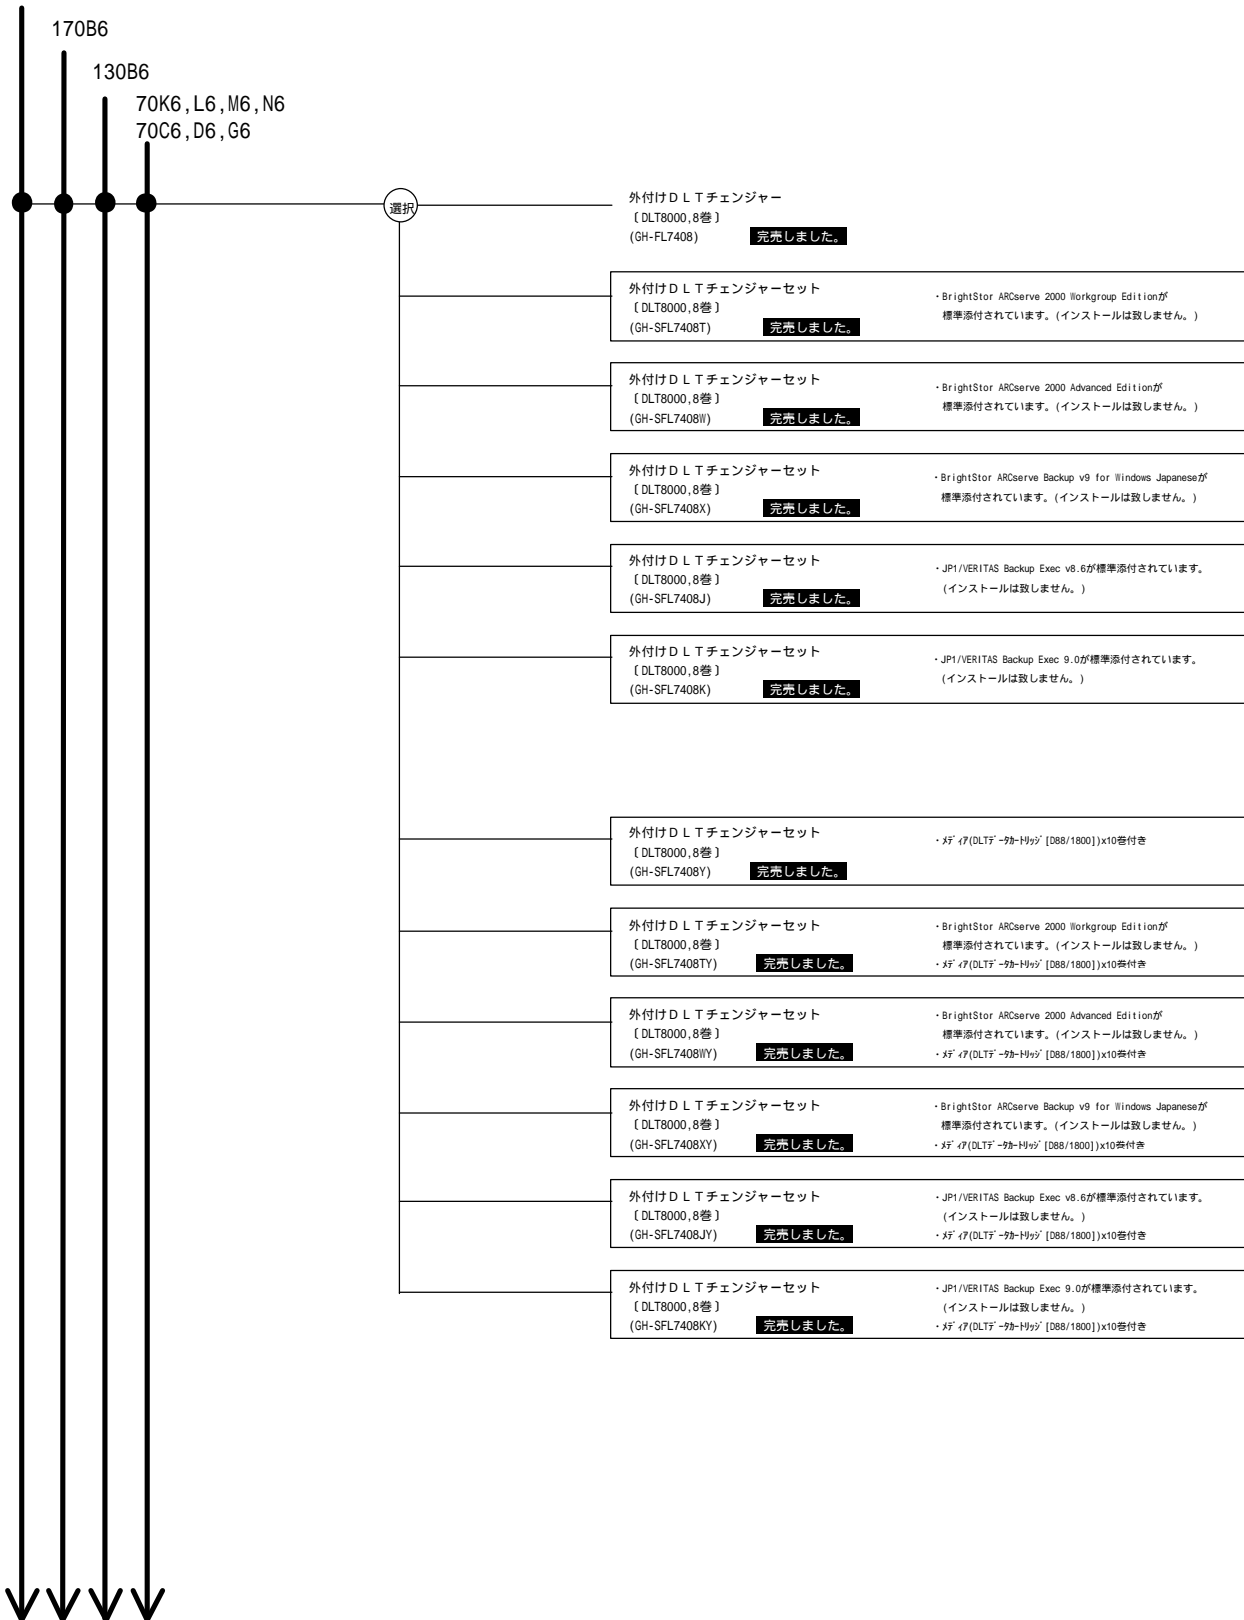 170B6
130B6
70K6,L6,M6,N6
70C6,D6,G6
選択
外付けＤＬＴチェンジャー
〔DLT8000,8巻〕
(GH-FL7408) 完売しました。
外付けＤＬＴチェンジャーセット
〔DLT8000,8巻〕
(GH-SFL7408T) 完売しました。
・BrightStor ARCserve 2000 Workgroup Editionが
標準添付されています。(インストールは致しません。)
外付けＤＬＴチェンジャーセット
〔DLT8000,8巻〕
(GH-SFL7408W) 完売しました。
・BrightStor ARCserve 2000 Advanced Editionが
標準添付されています。(インストールは致しません。)
外付けＤＬＴチェンジャーセット
〔DLT8000,8巻〕
(GH-SFL7408X) 完売しました。
・BrightStor ARCserve Backup v9 for Windows Japaneseが
標準添付されています。(インストールは致しません。)
外付けＤＬＴチェンジャーセット
〔DLT8000,8巻〕
(GH-SFL7408J) 完売しました。
・JP1/VERITAS Backup Exec v8.6が標準添付されています。
(インストールは致しません。)
外付けＤＬＴチェンジャーセット
〔DLT8000,8巻〕
(GH-SFL7408K) 完売しました。
・JP1/VERITAS Backup Exec 9.0が標準添付されています。
(インストールは致しません。)
外付けＤＬＴチェンジャーセット
〔DLT8000,8巻〕
(GH-SFL7408Y) 完売しました。
・ﾒﾃﾞｨｱ(DLTﾃﾞｰﾀｶｰﾄﾘｯｼﾞ[D88/1800])x10巻付き
外付けＤＬＴチェンジャーセット
〔DLT8000,8巻〕
(GH-SFL7408TY) 完売しました。
・BrightStor ARCserve 2000 Workgroup Editionが
標準添付されています。(インストールは致しません。)
・ﾒﾃﾞｨｱ(DLTﾃﾞｰﾀｶｰﾄﾘｯｼﾞ[D88/1800])x10巻付き
外付けＤＬＴチェンジャーセット
〔DLT8000,8巻〕
(GH-SFL7408WY) 完売しました。
・BrightStor ARCserve 2000 Advanced Editionが
標準添付されています。(インストールは致しません。)
・ﾒﾃﾞｨｱ(DLTﾃﾞｰﾀｶｰﾄﾘｯｼﾞ[D88/1800])x10巻付き
外付けＤＬＴチェンジャーセット
〔DLT8000,8巻〕
(GH-SFL7408XY) 完売しました。
・BrightStor ARCserve Backup v9 for Windows Japaneseが
標準添付されています。(インストールは致しません。)
・ﾒﾃﾞｨｱ(DLTﾃﾞｰﾀｶｰﾄﾘｯｼﾞ[D88/1800])x10巻付き
外付けＤＬＴチェンジャーセット
〔DLT8000,8巻〕
(GH-SFL7408JY) 完売しました。
・JP1/VERITAS Backup Exec v8.6が標準添付されています。
(インストールは致しません。)
・ﾒﾃﾞｨｱ(DLTﾃﾞｰﾀｶｰﾄﾘｯｼﾞ[D88/1800])x10巻付き
外付けＤＬＴチェンジャーセット
〔DLT8000,8巻〕
(GH-SFL7408KY) 完売しました。
・JP1/VERITAS Backup Exec 9.0が標準添付されています。
(インストールは致しません。)
・ﾒﾃﾞｨｱ(DLTﾃﾞｰﾀｶｰﾄﾘｯｼﾞ[D88/1800])x10巻付き